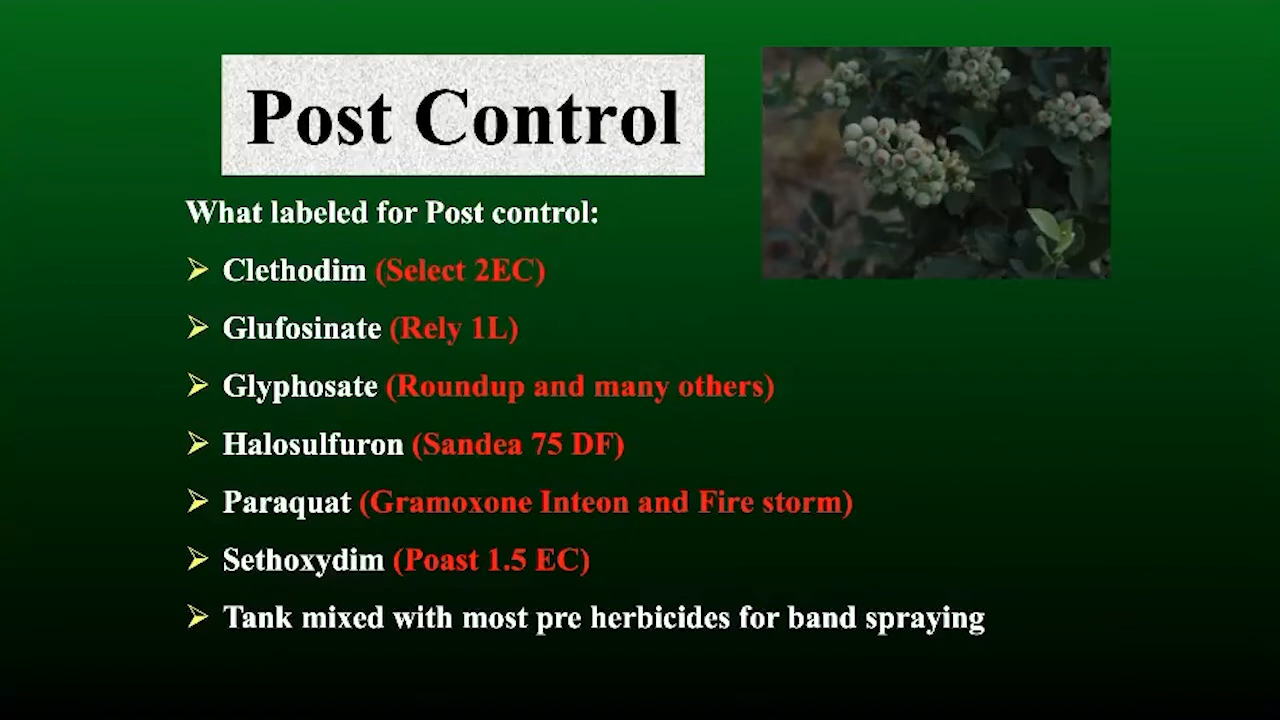 Post Control
What labeled for Post control:
Clethodim (Select 2EC)
Glufosinate (Rely 1L)
Glyphosate (Roundup and many others)
Halosulfuron (Sandea 75 DF)
Paraquat (Gramoxone Inteon and Fire storm)
Sethoxydim (Poast 1.5 EC)
Tank mixed with most pre herbicides for band spraying